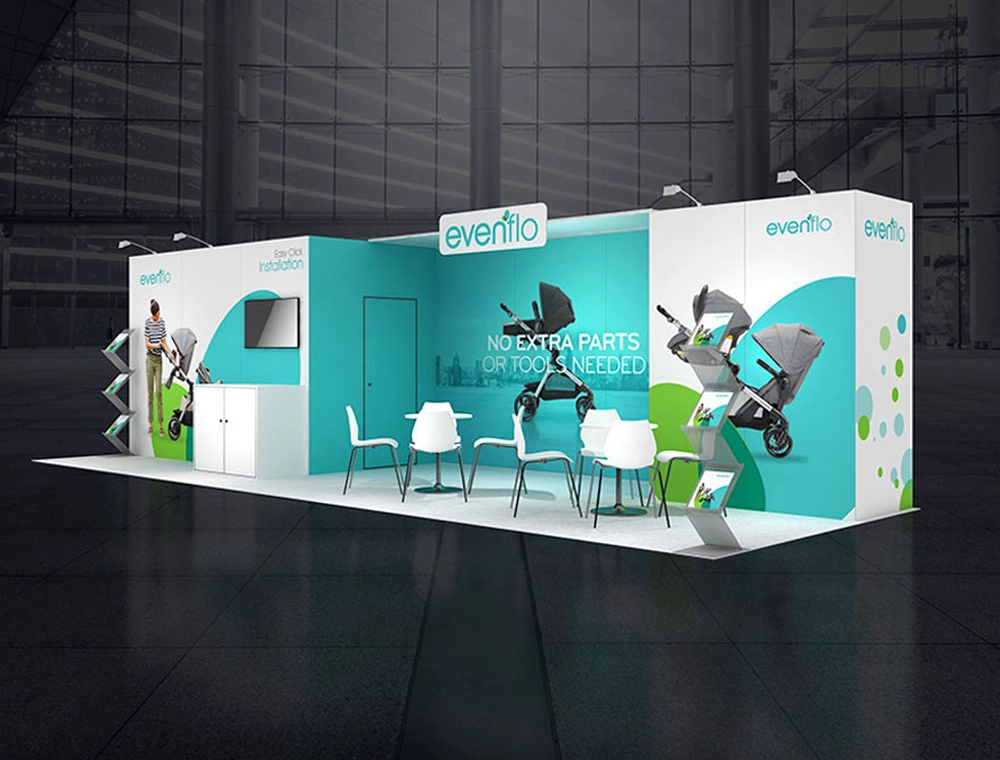 evenflo
Easy Click
Installation
evenflo
NO EXTRA PARTS
OR TOOLS NEEDED
evenflo
evenflo